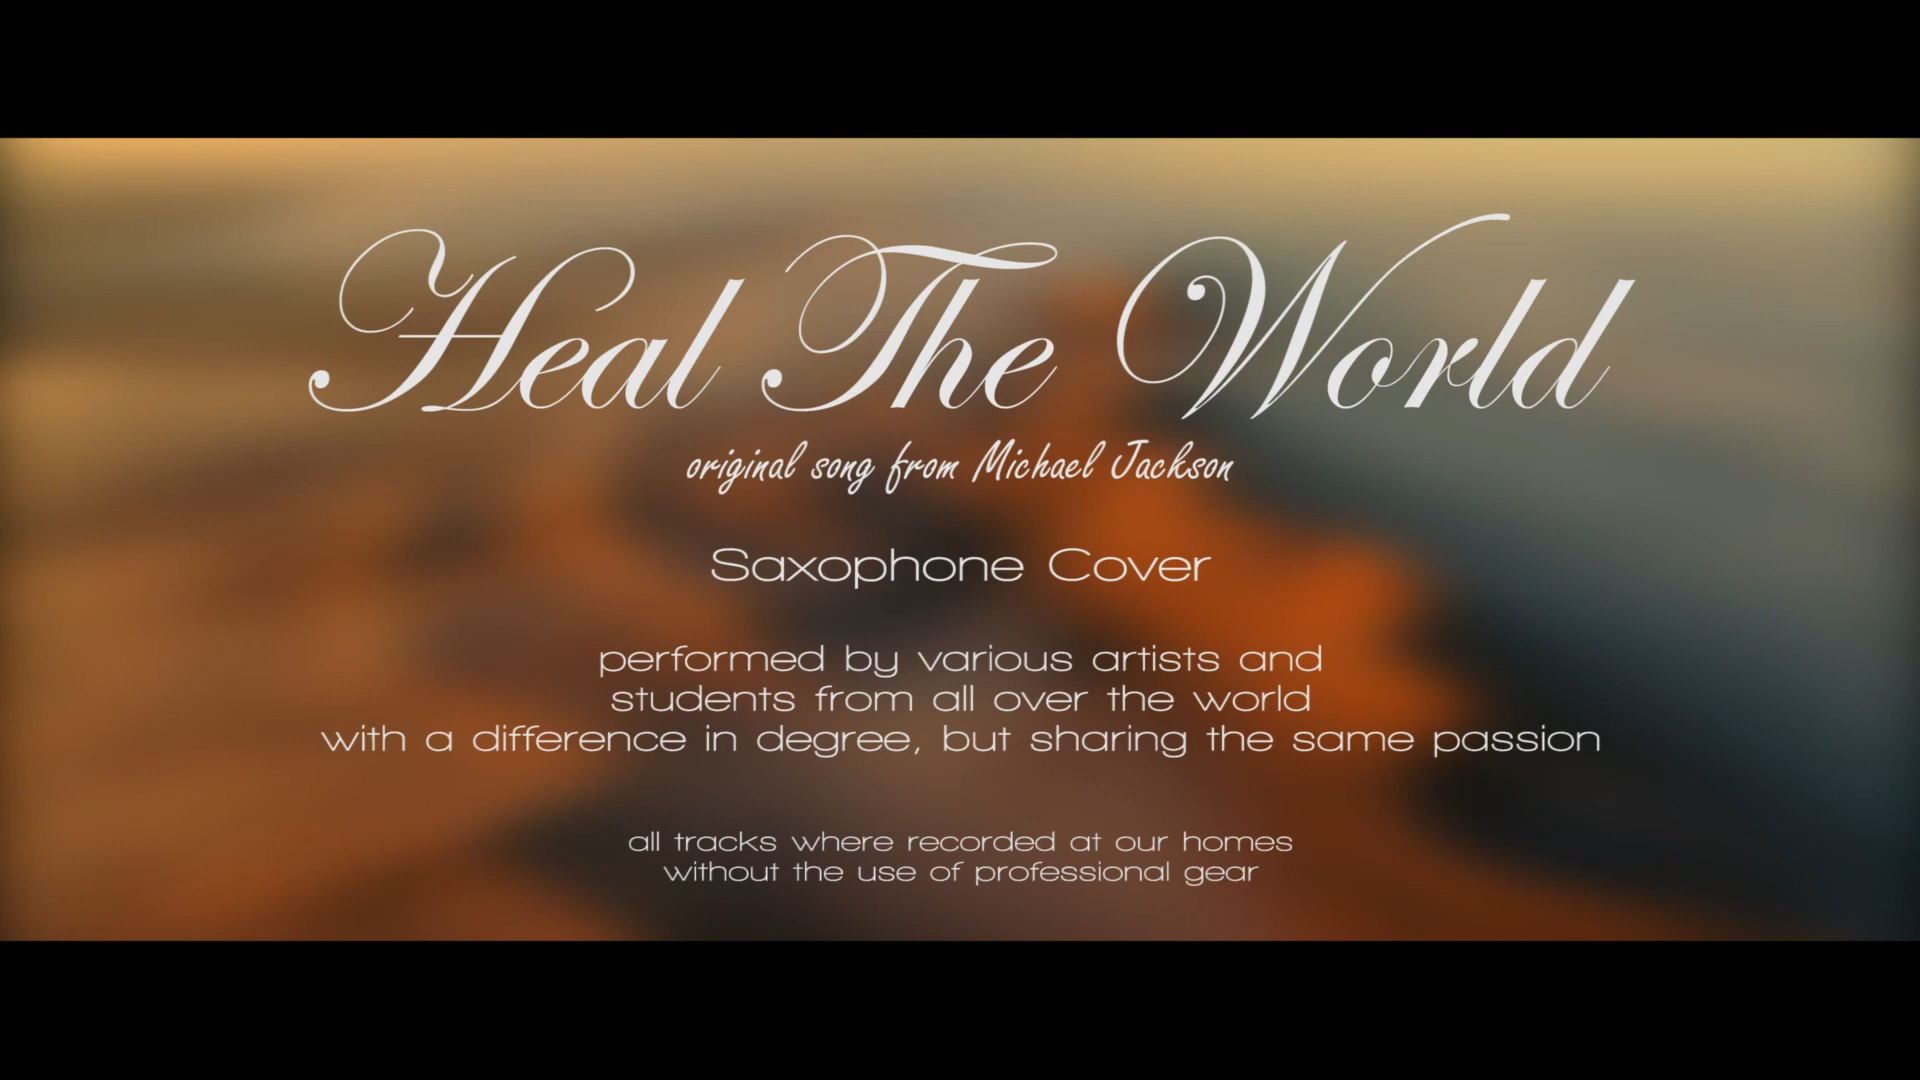 Heal The World
original song from Michael Jackson
Saxophone Cover
performed by various artists and
students from all over the world
with a difference in degree, but sharing the same passion
all tracks where recorded at our homes
without the use of professional gear